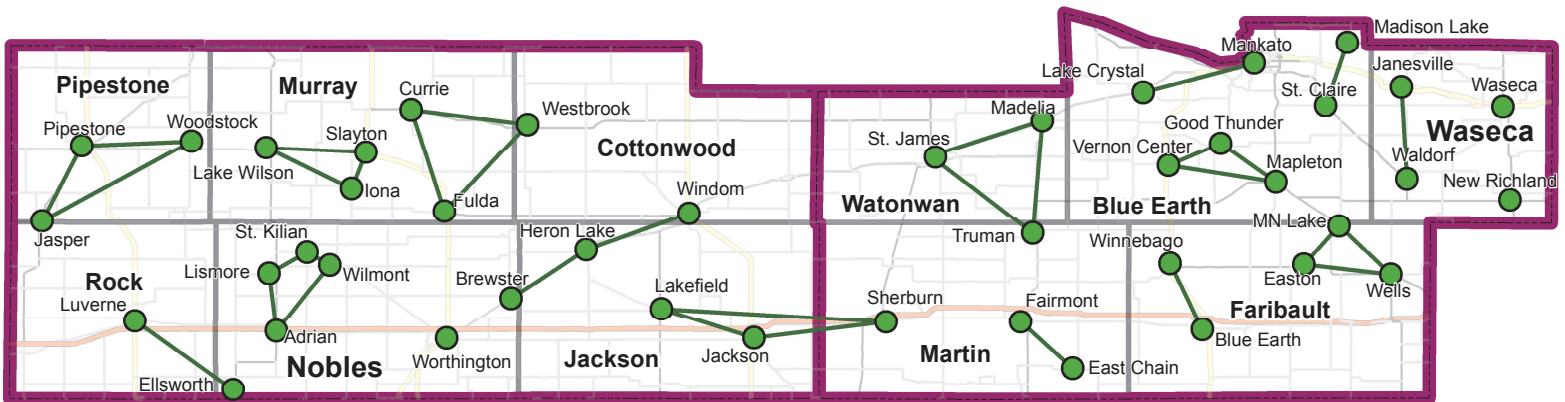 Madison Lake
Mankato
Lake Crystal
Janesville
Waseca
St. Claire
Pipestone
Murray
Currie
Westbrook
Woodstock
Pipestone
Slayton
Lake Wilson
Iona
Fulda
Cottonwood
Windom
Madelia
St. James
Good Thunder
Vernon Center
Mapleton
Waseca
Waldorf
New Richland
Watonwan
Blue Earth
Jasper
St. Kilian
Heron Lake
Truman
Winnebago
MN Lake
Lismore
Wilmont
Brewster
Easton
Wells
Rock
Luverne
Lakefield
Sherburn
Fairmont
Faribault
Adrian
Worthington
Jackson
Blue Earth
Nobles
Jackson
Martin
East Chain
Ellsworth